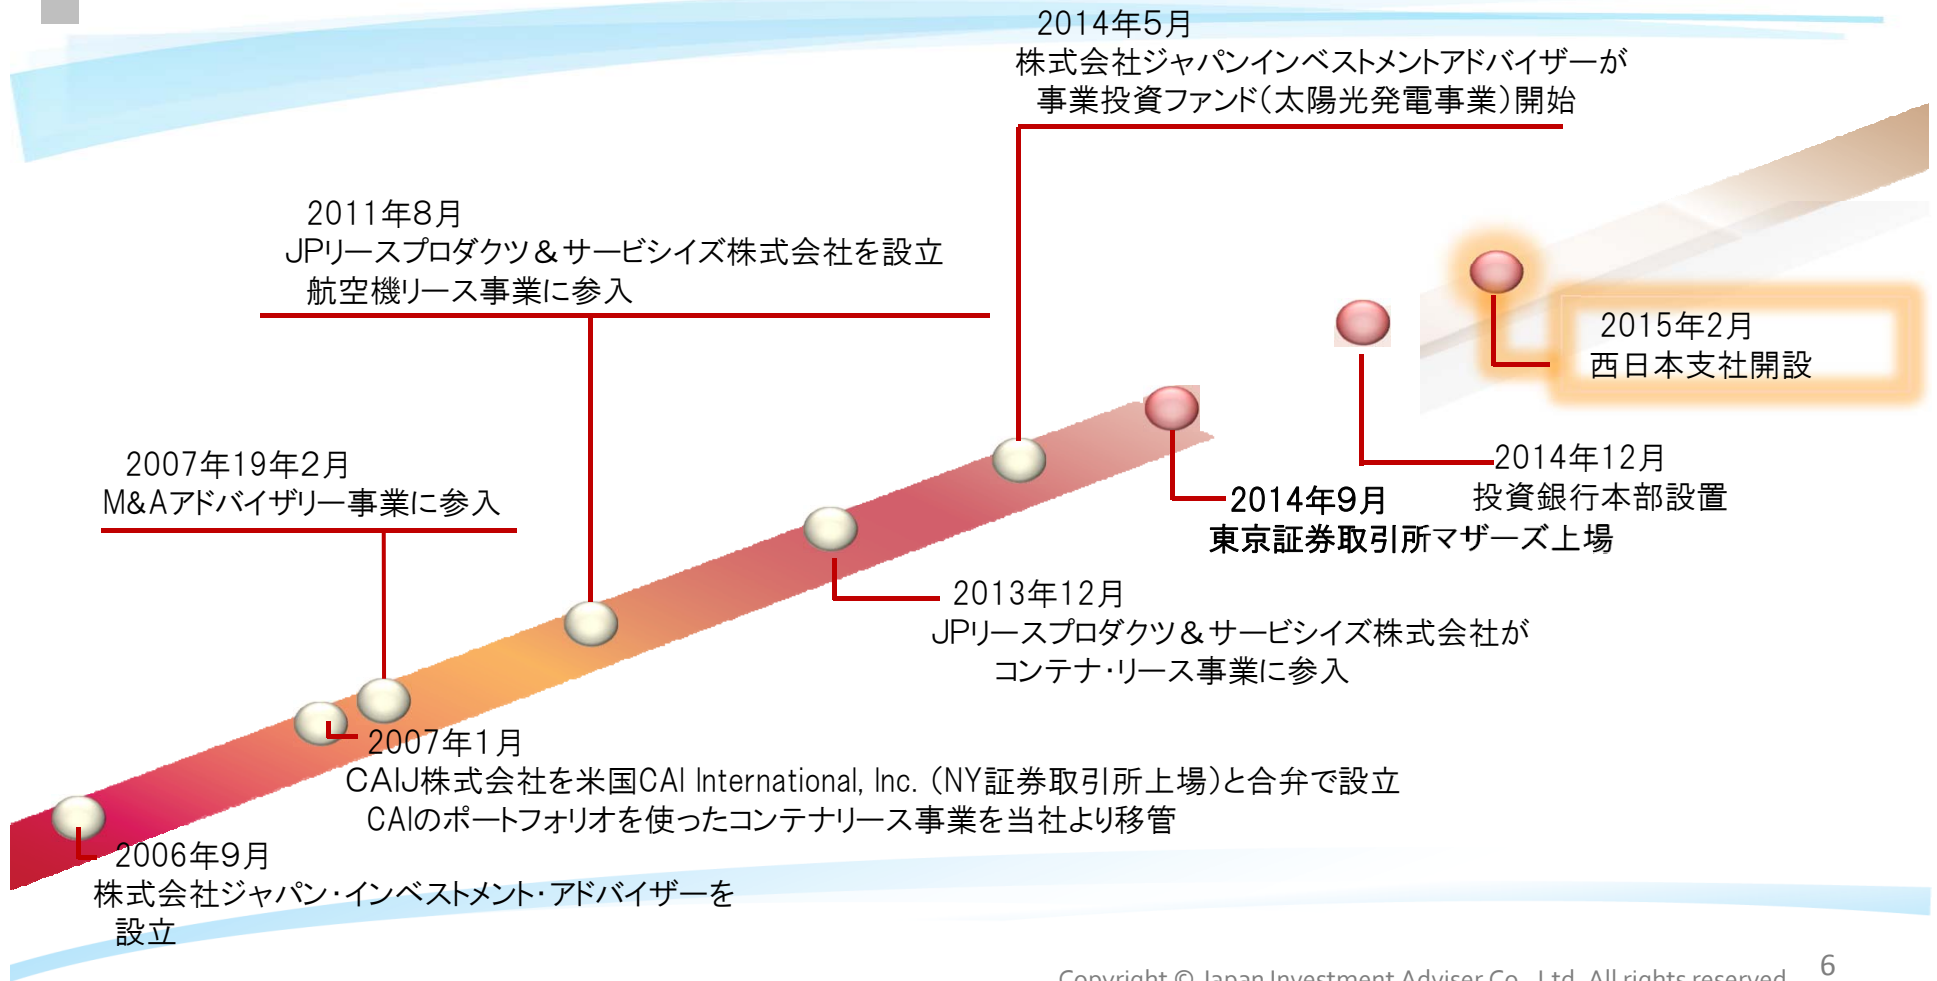 2014年5月
株式会社ジャパンインベストメントアドバイザーが
事業投資ファンド（太陽光発電事業）開始
2011年8月
JPリースプロダクツ＆サービシイズ株式会社を設立
航空機リース事業に参入
2015年2月
西日本支社開設
2007年19年2月
M&Aアドバイザリー事業に参入
2014年12月
投資銀行本部設置
2014年9月
東京証券取引所マザーズ上場
2013年12月
JPリースプロダクツ＆サービシイズ株式会社が
コンテナ・リース事業に参入
2007年1月
CAIJ株式会社を米国CAI International, Inc.（NY証券取引所上場）と合弁で設立
CAIのポートフォリオを使ったコンテナリース事業を当社より移管
2006年9月
株式会社ジャパン・インベストメント・アドバイザーを
設立
Copyright © Japan Investment Adviser Co., Ltd. All rights reserved.
6